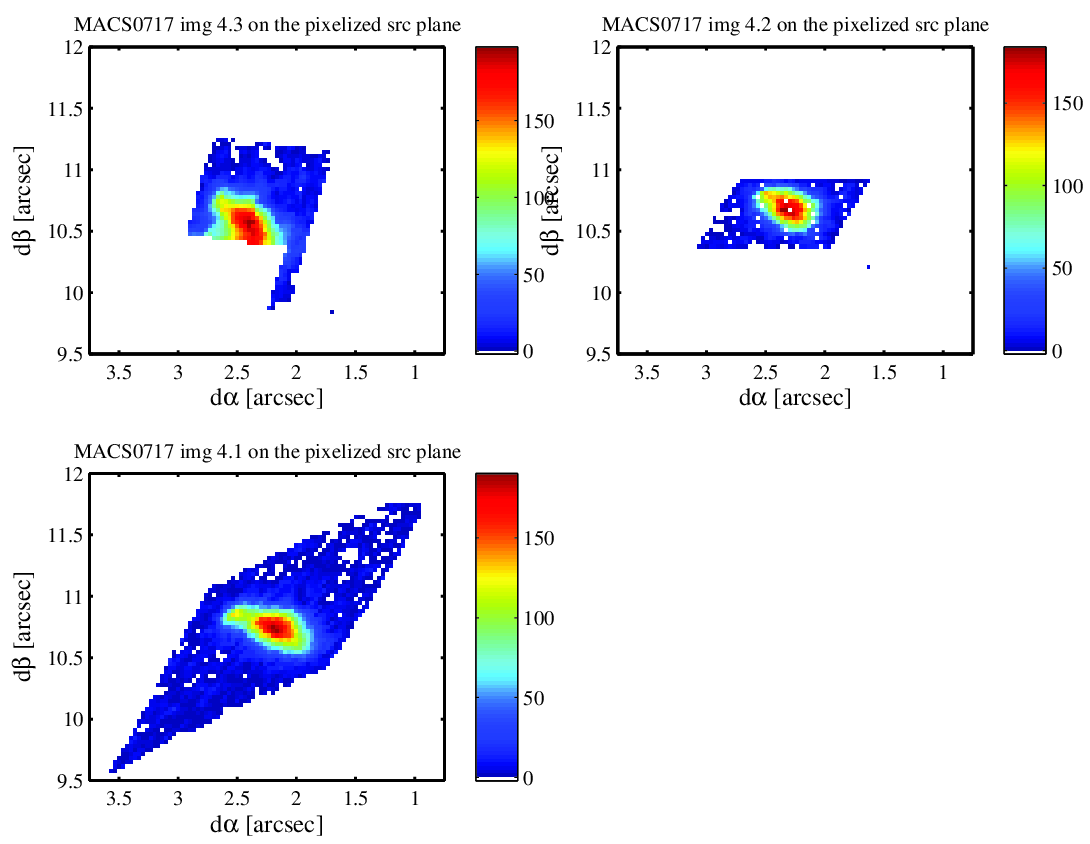 MACS0717 img 4.3 on the pixelized src plane
12
11.5
11
10.5
10
9.5
dβ [arcsec]
3.5 3 2.5 2 1.5 1
dα [arcsec]
150
100
50
0
MACS0717 img 4.2 on the pixelized src plane
12
11.5
11
10.5
10
9.5
dβ [arcsec]
3.5 3 2.5 2 1.5 1
dα [arcsec]
150
100
50
0
MACS0717 img 4.1 on the pixelized src plane
12
11.5
11
10.5
10
9.5
dβ [arcsec]
3.5 3 2.5 2 1.5 1
dα [arcsec]
150
100
50
0